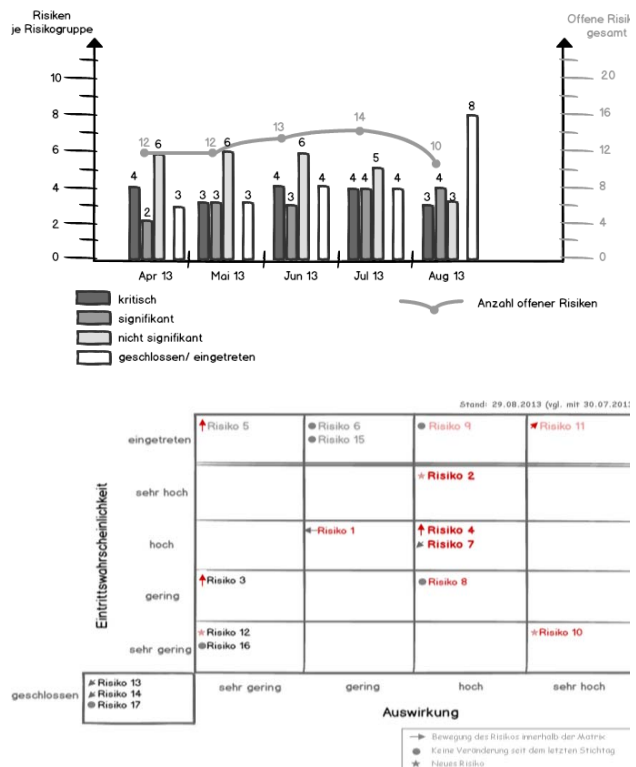 Risiken
je Risikogruppe
Offene Risik
gesamt
10
8
6
4
2
0
20
16
12
8
4
0
12
12
13
14
10
4
2
6
3
3
3
6
3
4
3
6
4
4
4
5
4
3
4
3
8
Apr 13
Mai 13
Jun 13
Jul 13
Aug 13
kritisch
signifikant
nicht signifikant
geschlossen/ eingetreten
Anzahl offener Risiken
Stand: 29.08.2013 (vgl. mit 30.07.2013
Eintrittswahrscheinlichkeit
eingetreten
Risiko 5
Risiko 6
Risiko 15
Risiko 9
Risiko 11
sehr hoch
Risiko 2
hoch
Risiko 1
Risiko 4
Risiko 7
gering
Risiko 3
Risiko 8
sehr gering
Risiko 12
Risiko 16
Risiko 10
geschlossen
Risiko 13
Risiko 14
Risiko 17
sehr gering
gering
hoch
sehr hoch
Auswirkung
Bewegung des Risikos innerhalb der Matrix
Keine Veränderung seit dem letzten Stichtag
Neues Risiko